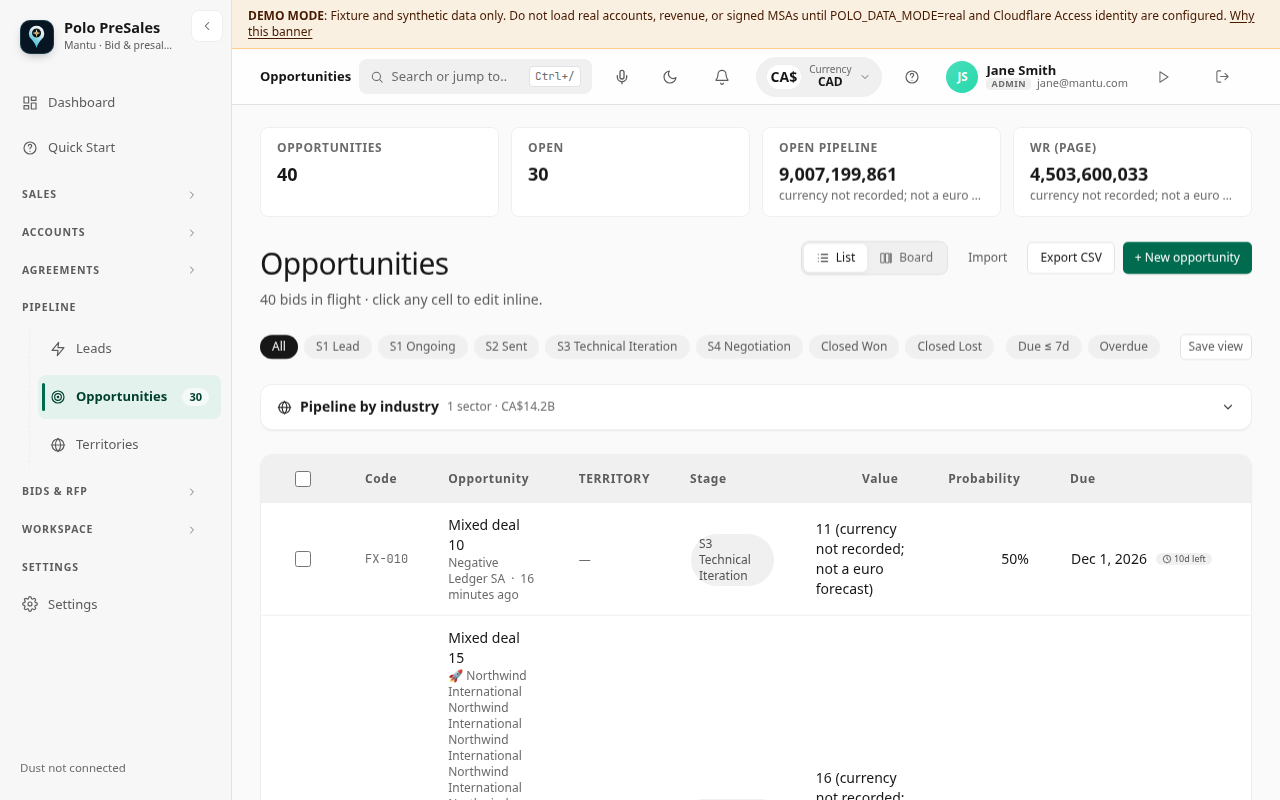 DEMO MODE: Fixture and synthetic data only. Do not load real accounts, revenue, or signed MSAs until POLO_DATA_MODE=real and Cloudflare Access identity are configured. Why
this banner
Polo PreSales
Mantu · Bid & presal...
Dashboard
Quick Start
SALES
ACCOUNTS
AGREEMENTS
PIPELINE
Leads
Opportunities 30
Territories
BIDS & RFP
WORKSPACE
SETTINGS
Settings
Dust not connected
Opportunities
Search or jump to..
Ctrl+/
CA$
Currency
CAD
JS
Jane Smith
ADMIN jane@mantu.com
OPPORTUNITIES
40
OPEN
30
OPEN PIPELINE
9,007,199,861
currency not recorded; not a euro ...
WR (PAGE)
4,503,600,033
currency not recorded; not a euro ...
Opportunities
40 bids in flight · click any cell to edit inline.
List
Board
Import
Export CSV
+ New opportunity
All
S1 Lead
S1 Ongoing
S2 Sent
S3 Technical Iteration
S4 Negotiation
Closed Won
Closed Lost
Due ≤ 7d
Overdue
Save view
Pipeline by industry 1 sector · CA$14.2B
Code
Opportunity
TERRITORY
Stage
Value
Probability
Due
FX-010
Mixed deal
10
Negative
Ledger SA · 16
minutes ago
—
S3
Technical
Iteration
11 (currency
not recorded;
not a euro
forecast)
50%
Dec 1, 2026
10d left
Mixed deal
15
🚀 Northwind
International
Northwind
International
Northwind
International
Northwind
International
16 (currency
not recorded;